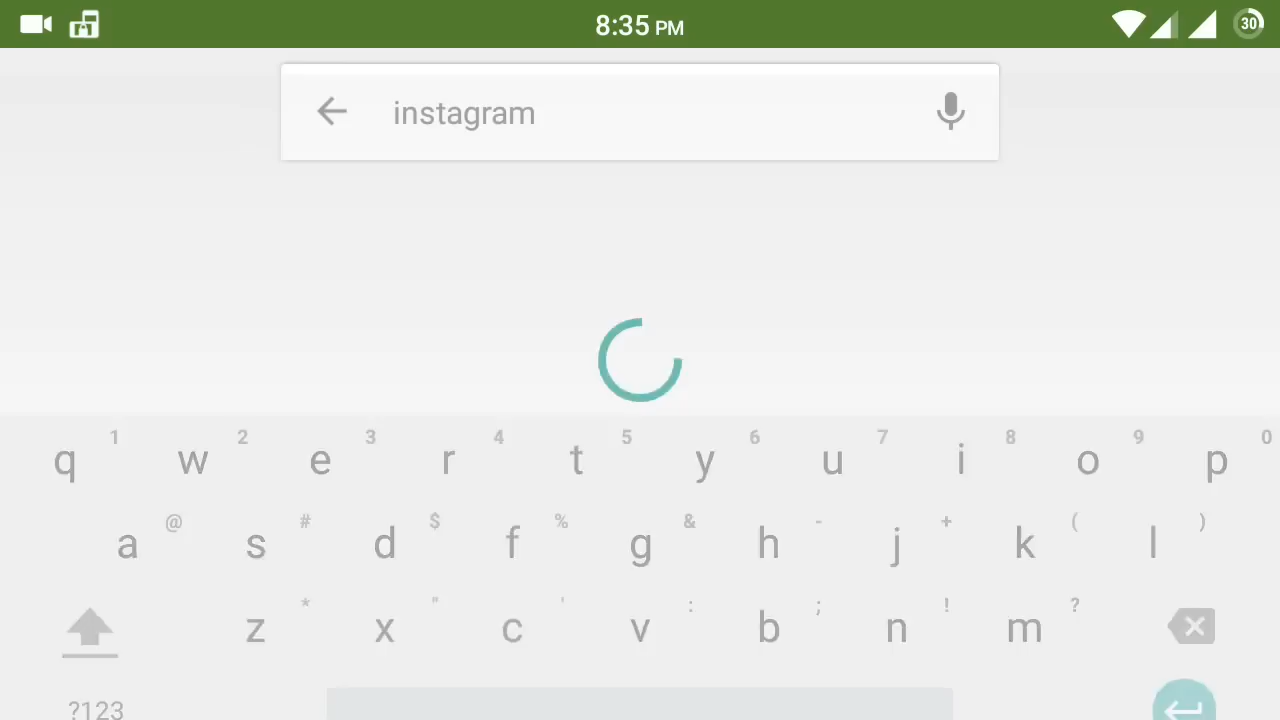 8:35 PM
30
instagram
1 2 3 4 5 6 7 8 9 0
q w e r t y u i o p
@ # $ % & - + ( )
a s d f g h j k l
* " ' : ; ! ?
z x c v b n m
?123